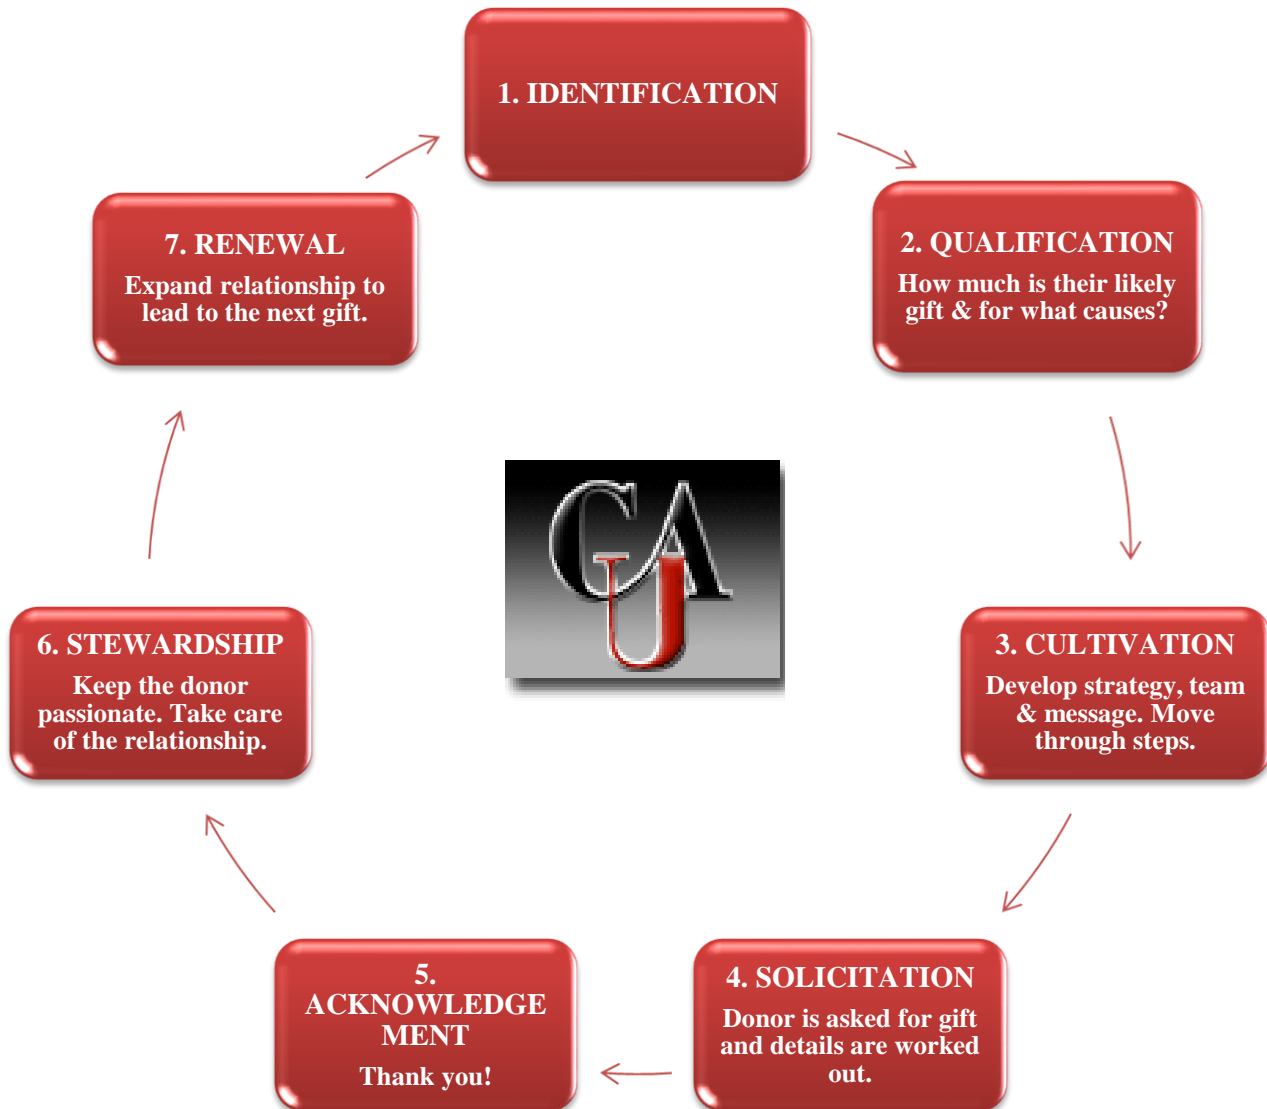 1. IDENTIFICATION
2. QUALIFICATION
How much is their likely
gift & for what causes?
3. CULTIVATION
Develop strategy, team
& message. Move
through steps.
4. SOLICITATION
Donor is asked for gift
and details are worked
out.
5.
ACKNOWLEDGE
MENT
Thank you!
6. STEWARDSHIP
Keep the donor
passionate. Take care
of the relationship.
7. RENEWAL
Expand relationship to
lead to the next gift.
CAU